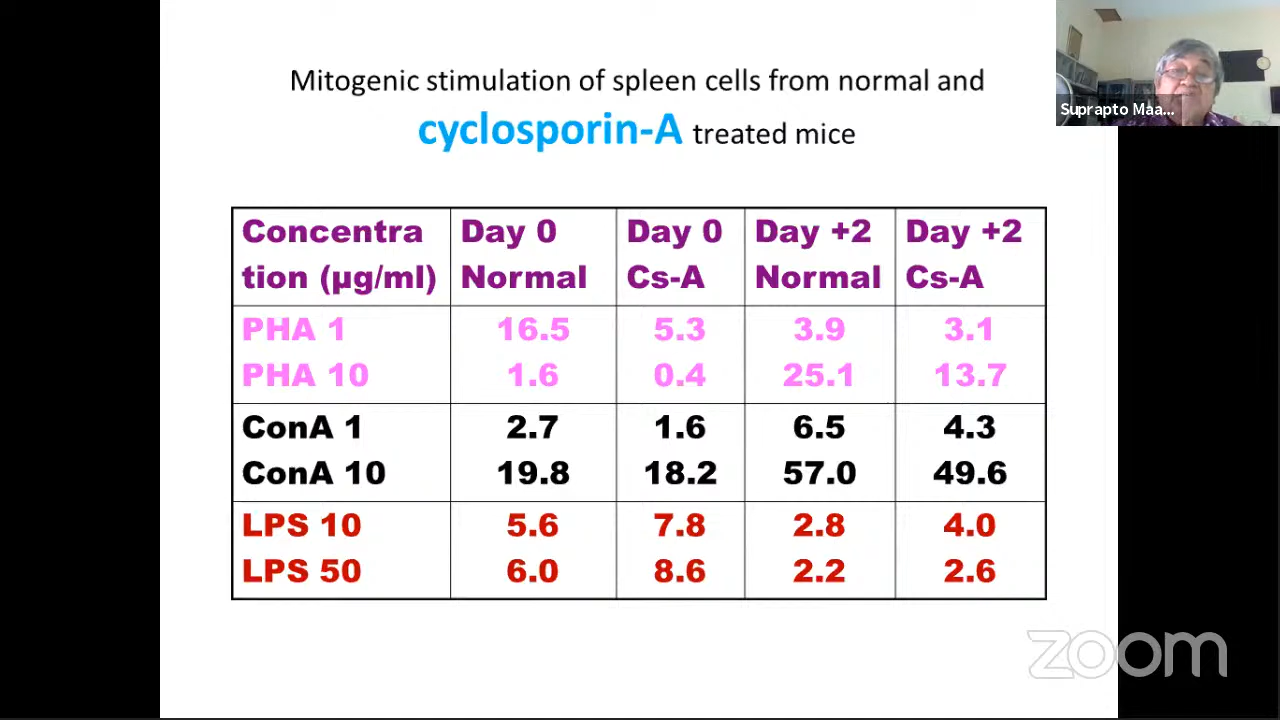 Mitogenic stimulation of spleen cells from normal and
cyclosporin-A treated mice
Suprapto Maa...
Concentra Day 0 Day 0 Day +2 Day +2
tion (µg/ml) Normal Cs-A Normal Cs-A
PHA 1 16.5 5.3 3.9 3.1
PHA 10 1.6 0.4 25.1 13.7
ConA 1 2.7 1.6 6.5 4.3
ConA 10 19.8 18.2 57.0 49.6
LPS 10 5.6 7.8 2.8 4.0
LPS 50 6.0 8.6 2.2 2.6
zoom